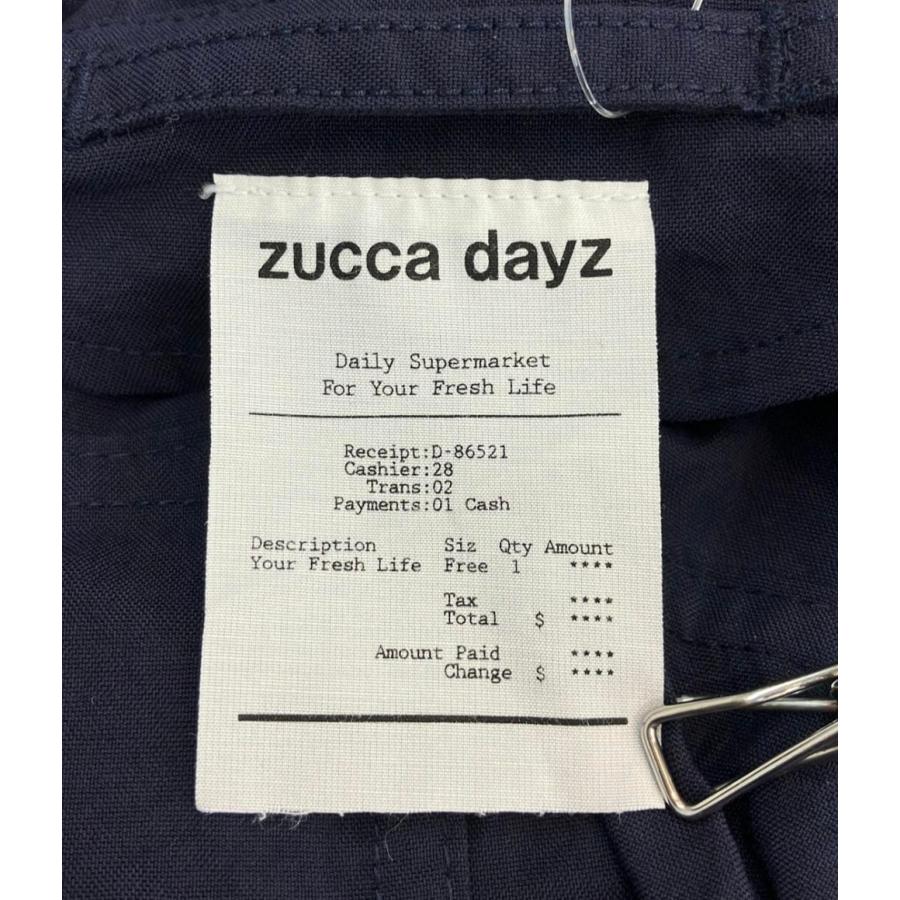 zucca dayz
Daily Supermarket
For Your Fresh Life
Receipt:D-86521
Cashier:28
Trans:02
Payments:01 Cash
Description Siz Qty Amount
Your Fresh Life Free 1 ****
Tax ****
Total $ ****
Amount Paid ****
Change $ ****